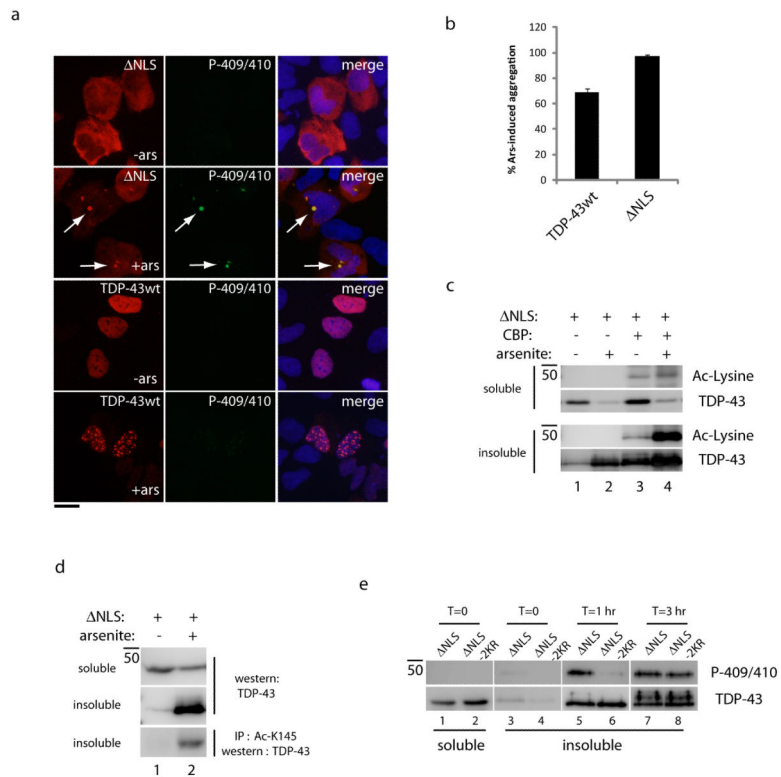 a
ΔNLS P-409/410 merge
-ars
ΔNLS P-409/410 merge
+ars
TDP-43wt P-409/410 merge
-ars
TDP-43wt P-409/410 merge
+ars
b
% Ars-induced aggregation
120
100
80
60
40
20
0
TDP-43wt ΔNLS
c
ΔNLS: + + + +
CBP: - - + +
arsenite: - + - +
soluble 50 Ac-Lysine
TDP-43
insoluble 50 Ac-Lysine
TDP-43
1 2 3 4
d
ΔNLS: + +
arsenite: - +
50
soluble
insoluble
western:
TDP-43
insoluble
IP : Ac-K145
western : TDP-43
1 2
e
T=0 T=0 T=1 hr T=3 hr
ΔNLS ΔNLS-2KR ΔNLS ΔNLS-2KR ΔNLS ΔNLS-2KR ΔNLS ΔNLS-2KR
50 P-409/410
TDP-43
1 2 3 4 5 6 7 8
soluble insoluble